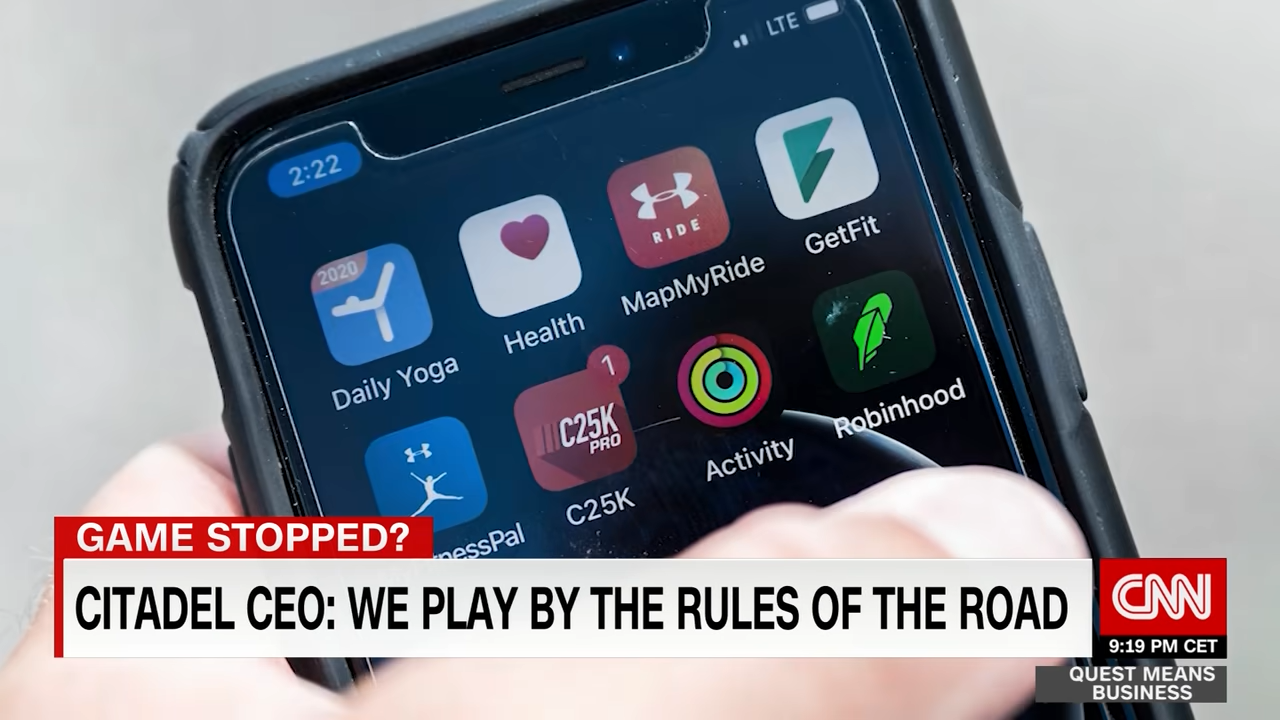 LTE
2:22
2020
Daily Yoga
Health
RIDE
MapMyRide
GetFit
tnessPal
1
C25K
PRO
C25K
Activity
Robinhood
GAME STOPPED?
CITADEL CEO: WE PLAY BY THE RULES OF THE ROAD
CNN
9:19 PM CET
QUEST MEANS
BUSINESS